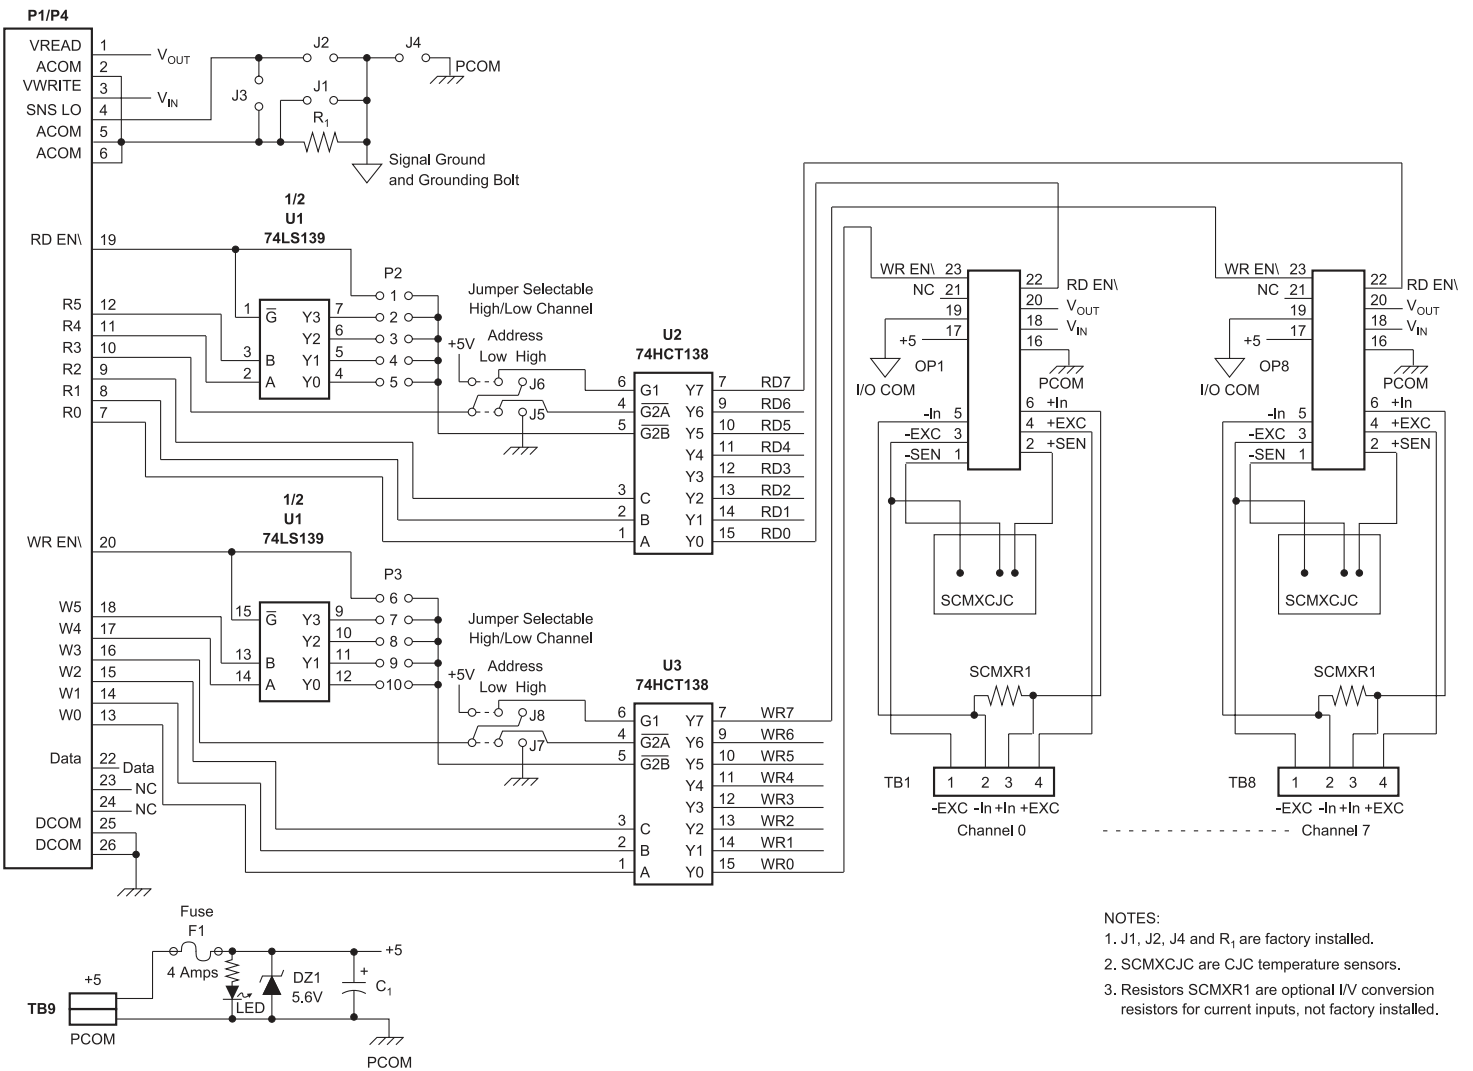 P1/P4
VREAD 1 VOUT
ACOM 2
VWRITE 3 VIN
SNS LO 4
ACOM 5
ACOM 6
J2
J4
PCOM
J3
J1
R1
Signal Ground
and Grounding Bolt
RD EN\ 19
R5 12
R4 11
R3 10
R2 9
R1 8
R0 7
1/2
U1
74LS139
1 G Y3 7
Y2 6
3 B Y1 5
2 A Y0 4
P2
1
2
3
4
5
Jumper Selectable
High/Low Channel
Address
+5V Low High
J6
J5
U2
74HCT138
6 G1 Y7 7 RD7
4 G2A Y6 9 RD6
5 G2B Y5 10 RD5
Y4 11 RD4
Y3 12 RD3
3 C Y2 13 RD2
2 B Y1 14 RD1
1 A Y0 15 RD0
WR EN\ 20
W5 18
W4 17
W3 16
W2 15
W1 14
W0 13
Data 22 Data
23 NC
24 NC
DCOM 25
DCOM 26
1/2
U1
74LS139
15 G Y3 9
Y2 10
13 B Y1 11
14 A Y0 12
P3
6
7
8
9
10
Jumper Selectable
High/Low Channel
Address
+5V Low High
J8
J7
U3
74HCT138
6 G1 Y7 7 WR7
4 G2A Y6 9 WR6
5 G2B Y5 10 WR5
Y4 11 WR4
Y3 12 WR3
3 C Y2 13 WR2
2 B Y1 14 WR1
1 A Y0 15 WR0
WR EN\ 23
NC 21
19
+5 17
22 RD EN\
20 VOUT
18 VIN
16
OP1
I/O COM
PCOM
-In 5
-EXC 3
-SEN 1
6 +In
4 +EXC
2 +SEN
SCMXCJC
SCMXR1
TB1 1 2 3 4
-EXC -In +In +EXC
Channel 0
WR EN\ 23
NC 21
19
+5 17
22 RD EN\
20 VOUT
18 VIN
16
OP8
I/O COM
PCOM
-In 5
-EXC 3
-SEN 1
6 +In
4 +EXC
2 +SEN
SCMXCJC
SCMXR1
TB8 1 2 3 4
-EXC -In +In +EXC
Channel 7
Fuse
F1
4 Amps
+5
+5
TB9
PCOM
LED
DZ1
5.6V
+
C1
PCOM
NOTES:
1. J1, J2, J4 and R1 are factory installed.
2. SCMXCJC are CJC temperature sensors.
3. Resistors SCMXR1 are optional I/V conversion
resistors for current inputs, not factory installed.